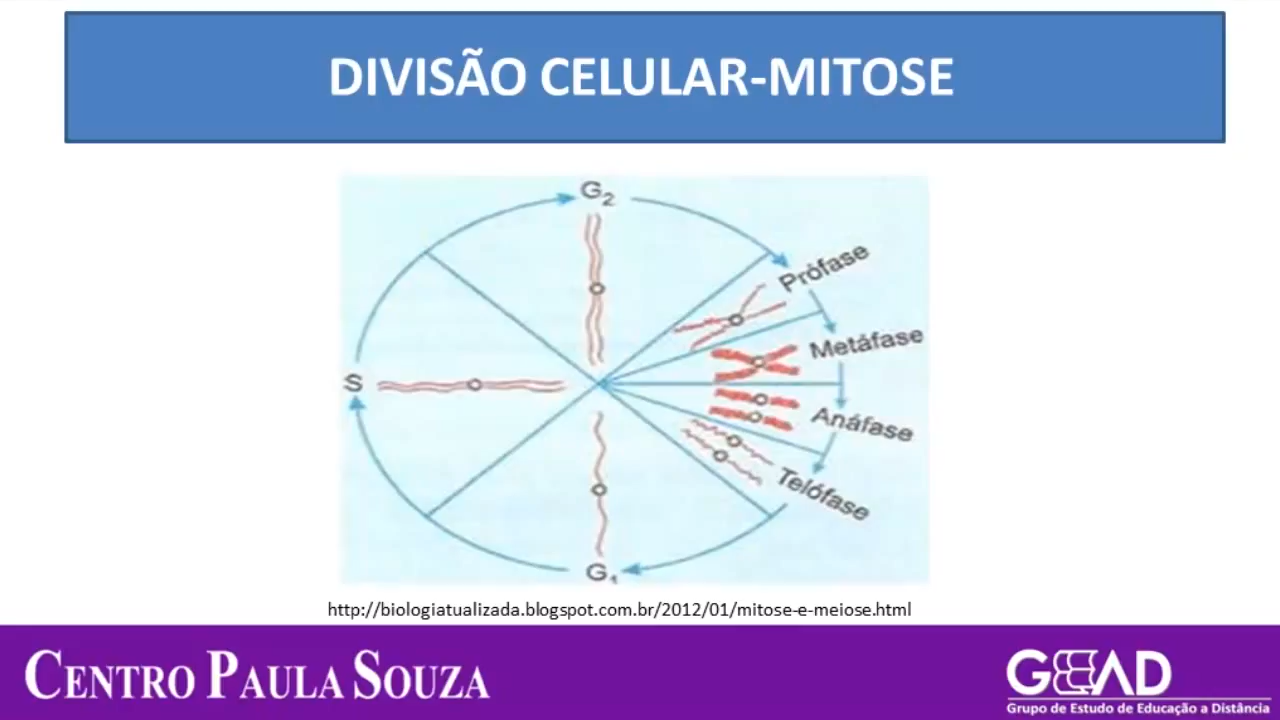 DIVISÃO CELULAR-MITOSE
G2
Prófase
Metáfase
S
Anáfase
Telófase
G1
http://biologiatualizada.blogspot.com.br/2012/01/mitose-e-meiose.html
CENTRO PAULA SOUZA
GEAD
Grupo de Estudo de Educação a Distância